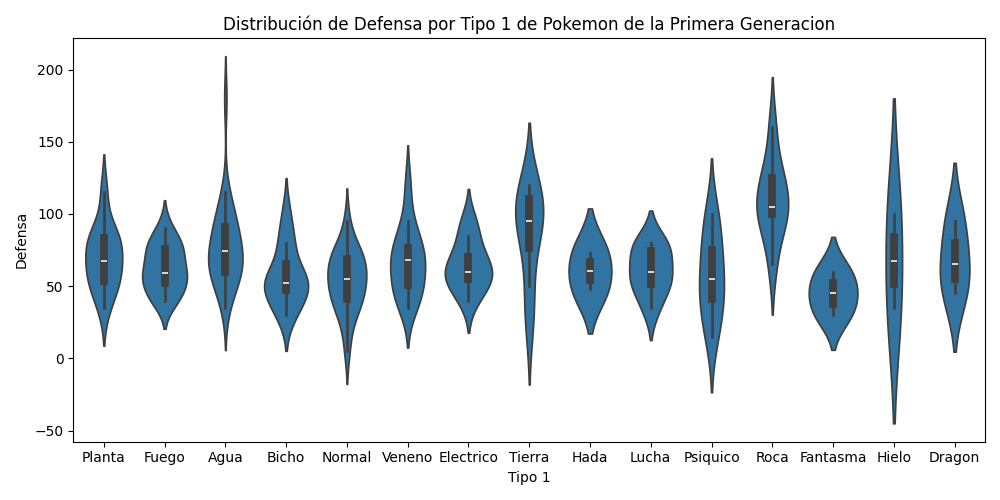 Distribución de Defensa por Tipo 1 de Pokemon de la Primera Generacion
200
150
100
50
0
−50
Defensa
Planta Fuego Agua Bicho Normal Veneno Electrico Tierra Hada Lucha Psiquico Roca Fantasma Hielo Dragon
Tipo 1